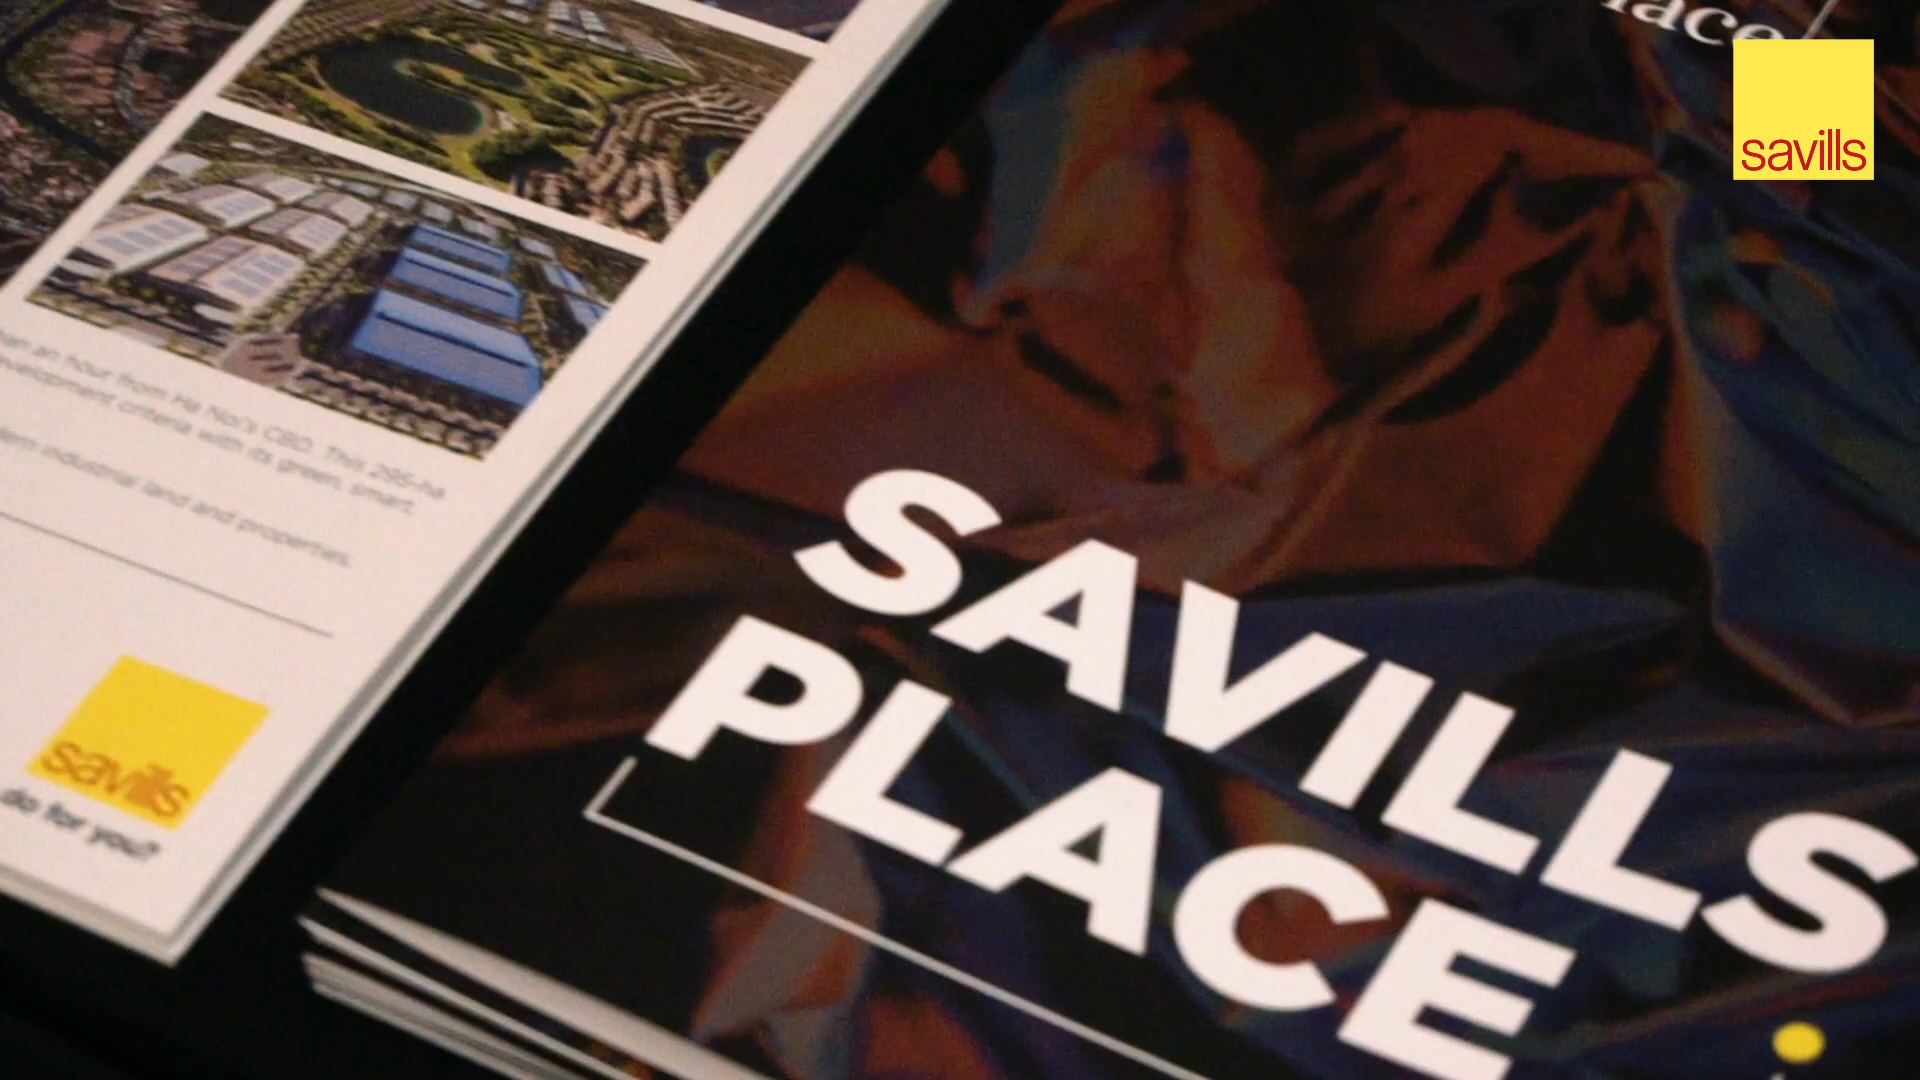 an hour from Ha Noi's CBD. This 295-ha
development criteria with its green, smart,
industrial land and properties.
savills
do for you?
lace
savills
SAVILLS
PLACE